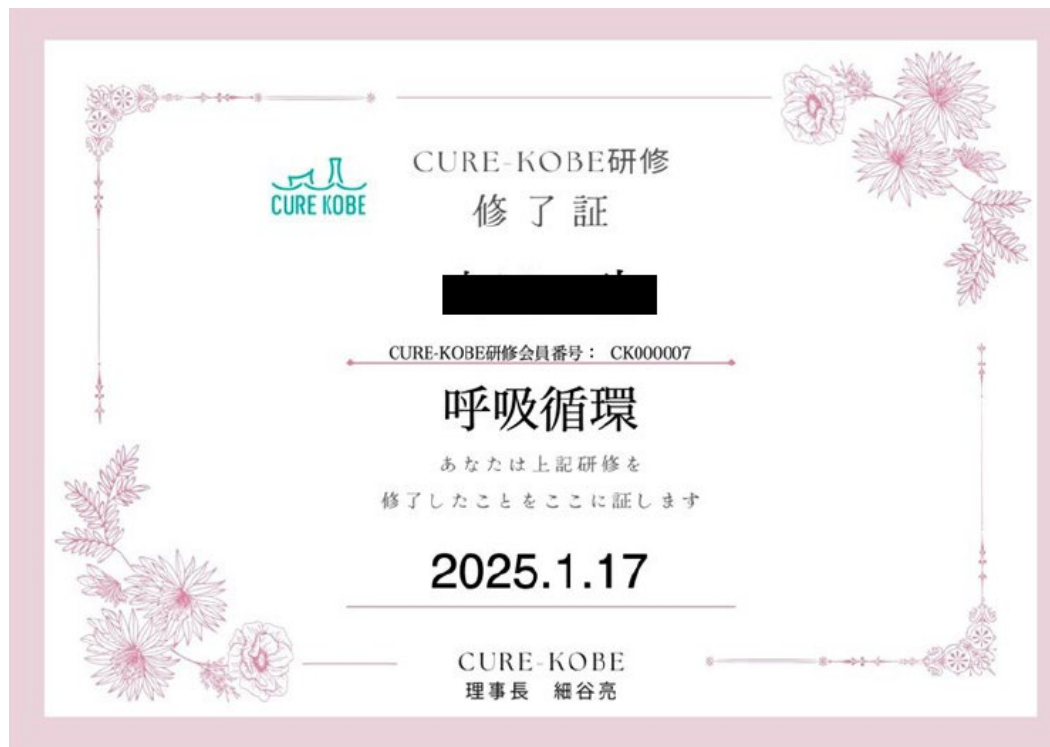 CURE-KOBE研修
CURE KOBE
修了証
CURE-KOBE研修会員番号： CK000007
呼吸循環
あなたは上記研修を
修了したことをここに証します
2025.1.17
CURE-KOBE
理事長 細谷亮